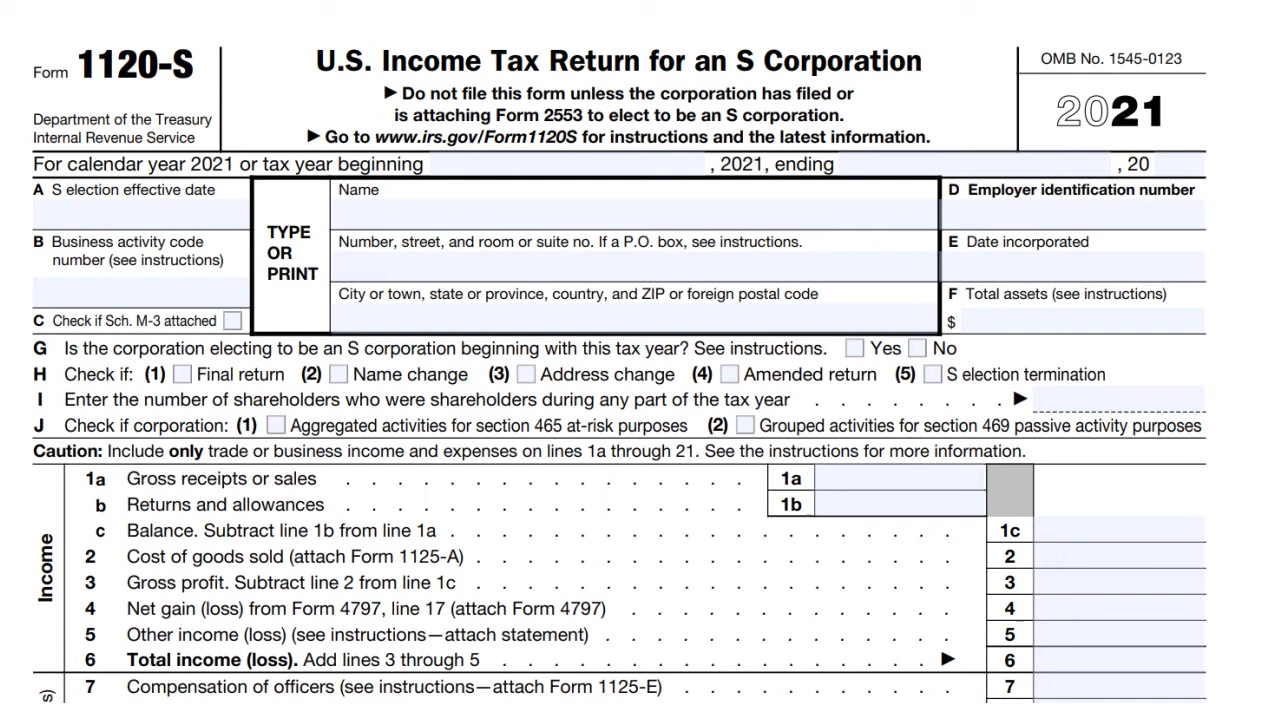 Form 1120-S
Department of the Treasury
Internal Revenue Service
U.S. Income Tax Return for an S Corporation
▶ Do not file this form unless the corporation has filed or
is attaching Form 2553 to elect to be an S corporation.
▶ Go to www.irs.gov/Form1120S for instructions and the latest information.
OMB No. 1545-0123
2021
For calendar year 2021 or tax year beginning , 2021, ending , 20
A S election effective date
B Business activity code
number (see instructions)
C Check if Sch. M-3 attached
TYPE
OR
PRINT
Name
Number, street, and room or suite no. If a P.O. box, see instructions.
City or town, state or province, country, and ZIP or foreign postal code
D Employer identification number
E Date incorporated
F Total assets (see instructions)
$
G Is the corporation electing to be an S corporation beginning with this tax year? See instructions. Yes No
H Check if: (1) Final return (2) Name change (3) Address change (4) Amended return (5) S election termination
I Enter the number of shareholders who were shareholders during any part of the tax year . . . . . . . . ▶
J Check if corporation: (1) Aggregated activities for section 465 at-risk purposes (2) Grouped activities for section 469 passive activity purposes
Caution: Include only trade or business income and expenses on lines 1a through 21. See the instructions for more information.
Income
1a Gross receipts or sales . . . . . . . . . . . . . . . . 1a
b Returns and allowances . . . . . . . . . . . . . . . . 1b
c Balance. Subtract line 1b from line 1a . . . . . . . . . . . . . . . . . . . . 1c
2 Cost of goods sold (attach Form 1125-A) . . . . . . . . . . . . . . . . . . . 2
3 Gross profit. Subtract line 2 from line 1c . . . . . . . . . . . . . . . . . . . 3
4 Net gain (loss) from Form 4797, line 17 (attach Form 4797) . . . . . . . . . . . . . 4
5 Other income (loss) (see instructions—attach statement) . . . . . . . . . . . . . . 5
6 Total income (loss). Add lines 3 through 5 . . . . . . . . . . . . . . . . . ▶ 6
7 Compensation of officers (see instructions—attach Form 1125-E) . . . . . . . . . . . 7
s)